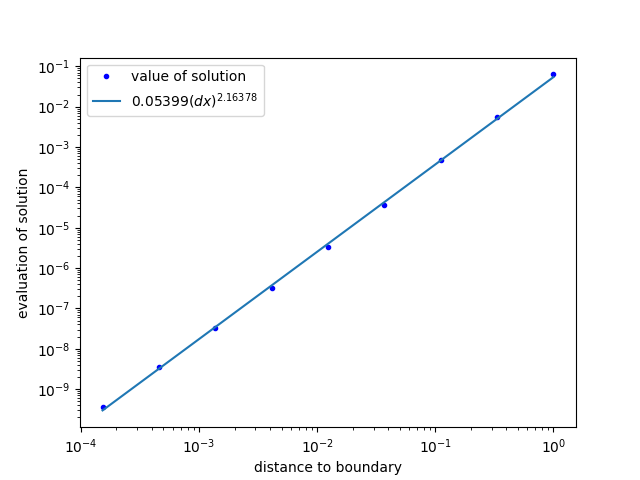 value of solution
0.05399(dx)^2.16378
evaluation of solution
10^-1
10^-2
10^-3
10^-4
10^-5
10^-6
10^-7
10^-8
10^-9
10^-4 10^-3 10^-2 10^-1 10^0
distance to boundary